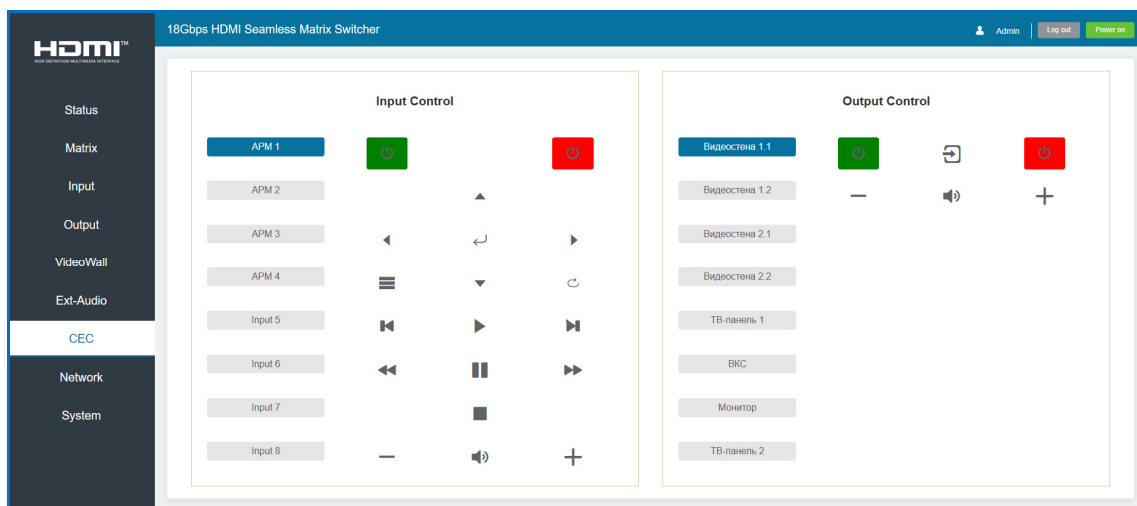 18Gbps HDMI Seamless Matrix Switcher
Admin
Log out
Power on
HDMI™
HIGH DEFINITION MULTIMEDIA INTERFACE
Status
Matrix
Input
Output
VideoWall
Ext-Audio
CEC
Network
System
Input Control
АРМ 1
АРМ 2
АРМ 3
АРМ 4
Input 5
Input 6
Input 7
Input 8
Output Control
Видеостена 1.1
Видеостена 1.2
Видеостена 2.1
Видеостена 2.2
ТВ-панель 1
ВКС
Монитор
ТВ-панель 2